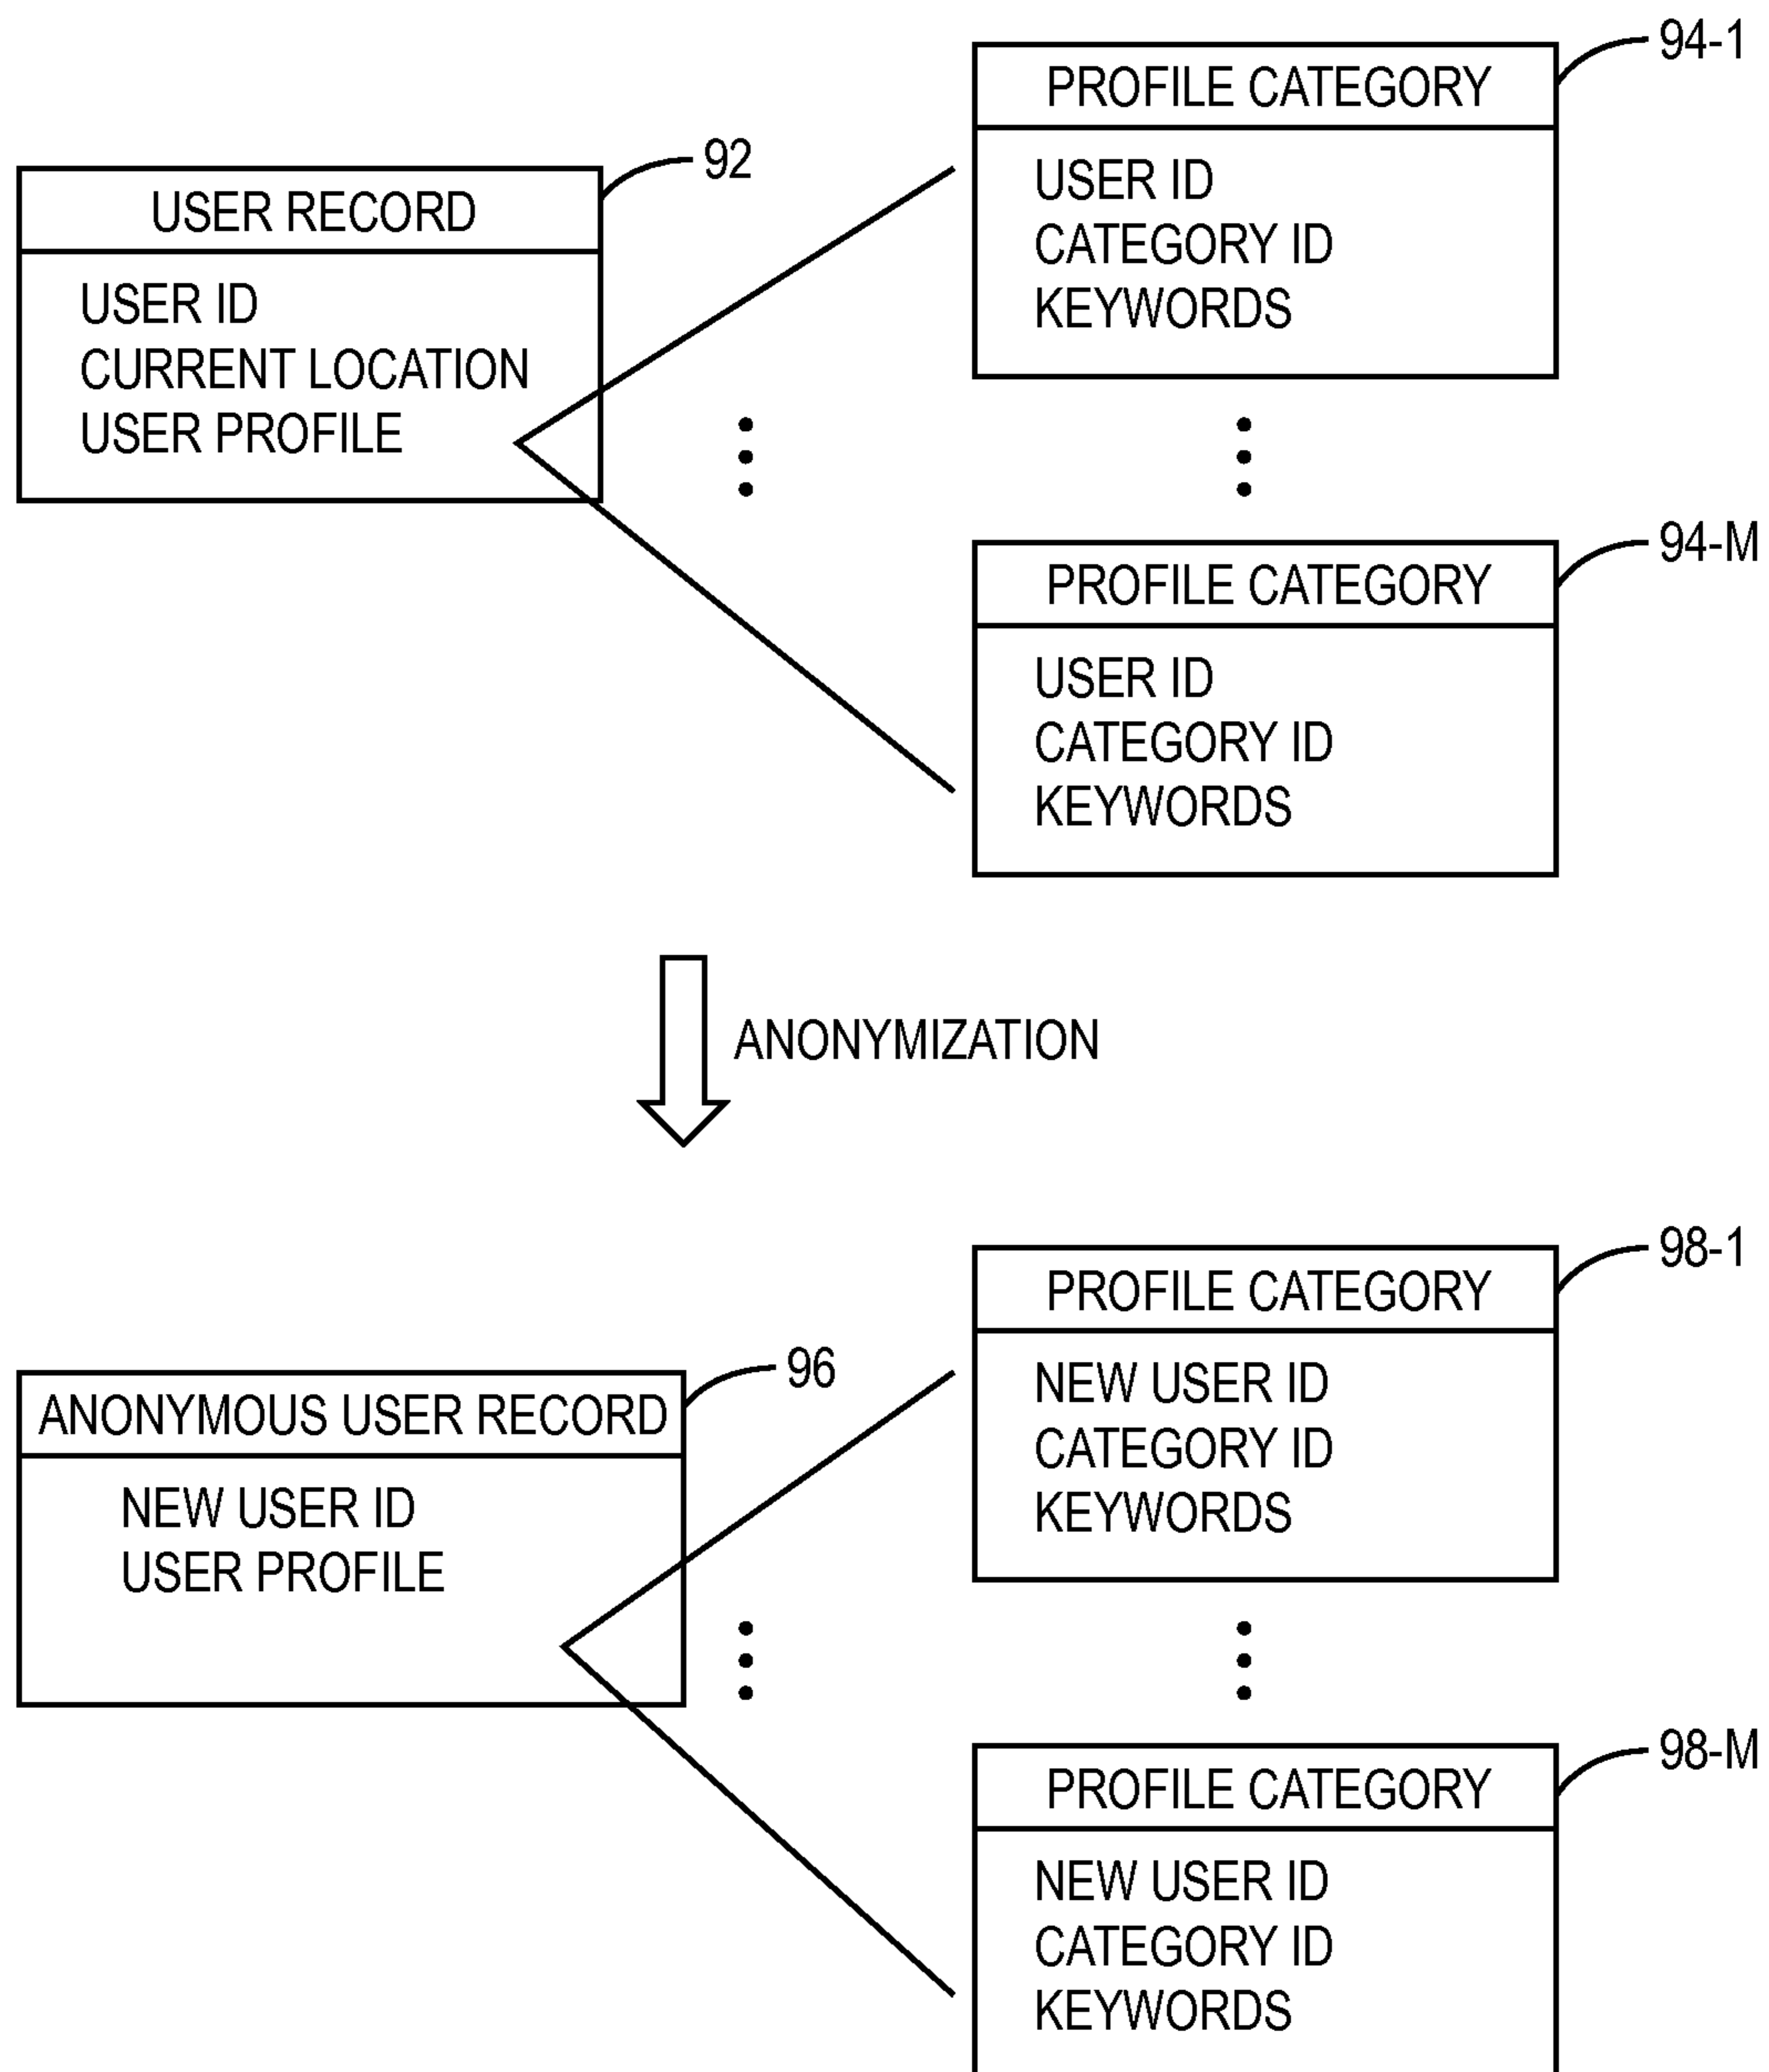 94-1
PROFILE CATEGORY
USER ID
CATEGORY ID
KEYWORDS
92
USER RECORD
USER ID
CURRENT LOCATION
USER PROFILE
94-M
PROFILE CATEGORY
USER ID
CATEGORY ID
KEYWORDS
ANONYMIZATION
98-1
PROFILE CATEGORY
NEW USER ID
CATEGORY ID
KEYWORDS
96
ANONYMOUS USER RECORD
NEW USER ID
USER PROFILE
98-M
PROFILE CATEGORY
NEW USER ID
CATEGORY ID
KEYWORDS